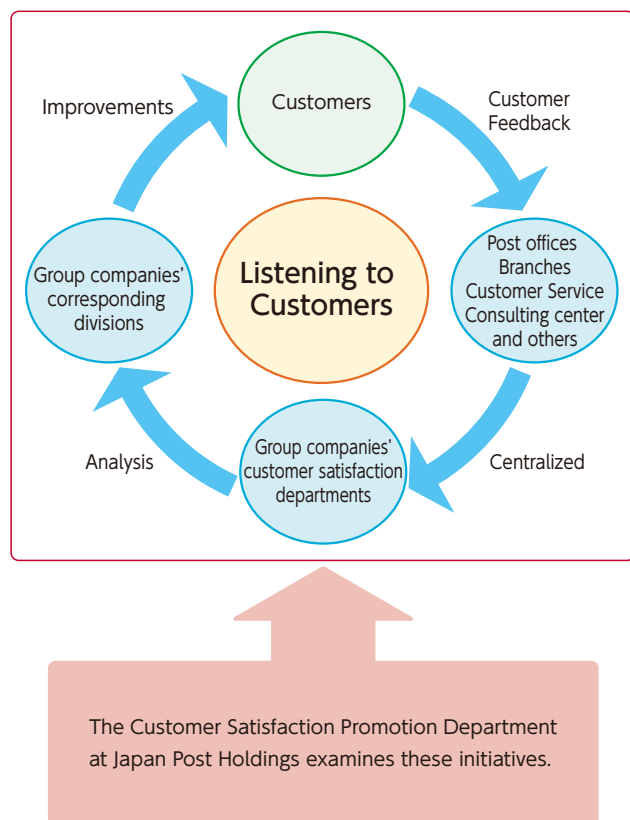 Customers
Customer
Feedback
Post offices
Branches
Customer Service
Consulting center
and others
Centralized
Group companies’
customer satisfaction
departments
Analysis
Group companies’
corresponding
divisions
Improvements
Listening to
Customers
The Customer Satisfaction Promotion Department
at Japan Post Holdings examines these initiatives.